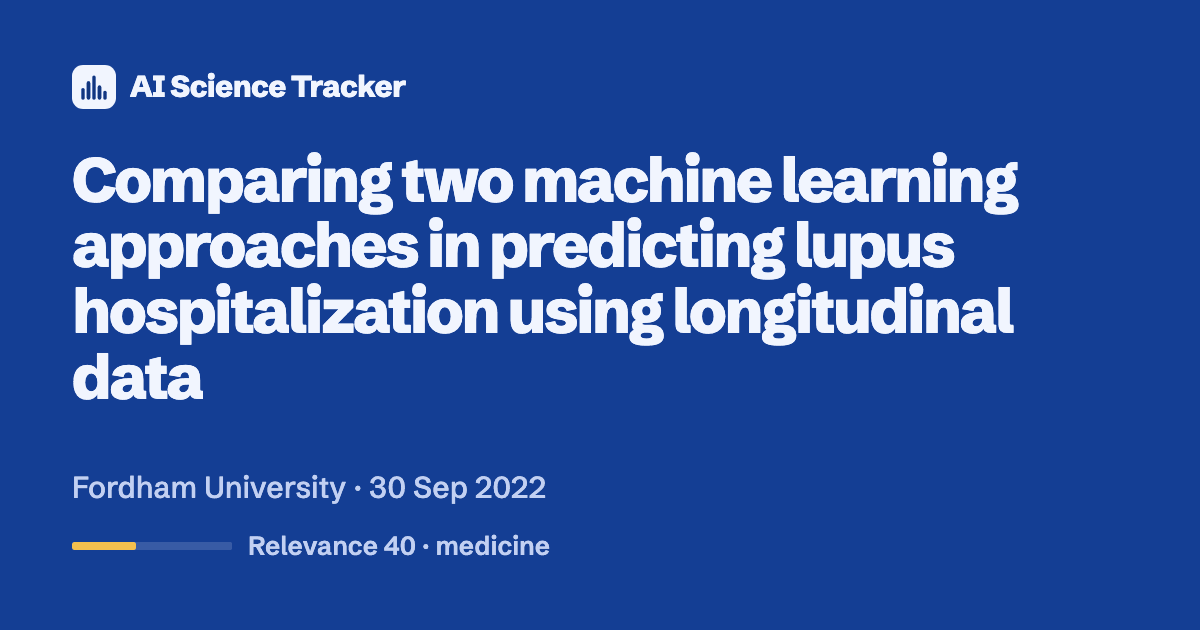 AI Science Tracker
Comparing two machine learning
approaches in predicting lupus
hospitalization using longitudinal
data
Fordham University · 30 Sep 2022
Relevance 40 · medicine